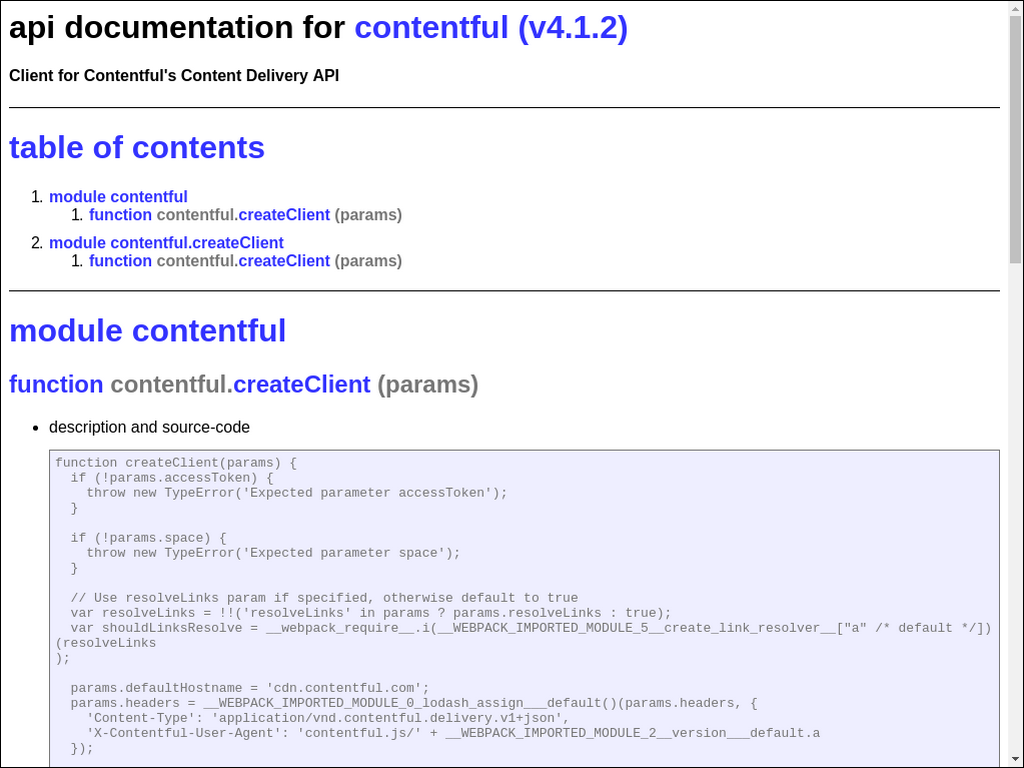 api documentation for contentful (v4.1.2)
Client for Contentful's Content Delivery API
table of contents
1. module contentful
1. function contentful.createClient (params)
2. module contentful.createClient
1. function contentful.createClient (params)
module contentful
function contentful.createClient (params)
• description and source-code
function createClient(params) {
  if (!params.accessToken) {
    throw new TypeError('Expected parameter accessToken');
  }
  if (!params.space) {
    throw new TypeError('Expected parameter space');
  }
  // Use resolveLinks param if specified, otherwise default to true
  var resolveLinks = !!('resolveLinks' in params ? params.resolveLinks : true);
  var shouldLinksResolve = __webpack_require__.i(__WEBPACK_IMPORTED_MODULE_5__create_link_resolver__["a" /* default */])
(resolveLinks
);
  params.defaultHostname = 'cdn.contentful.com';
  params.headers = __WEBPACK_IMPORTED_MODULE_0_lodash_assign___default()(params.headers, {
    'Content-Type': 'application/vnd.contentful.delivery.v1+json',
    'X-Contentful-User-Agent': 'contentful.js/' + __WEBPACK_IMPORTED_MODULE_2__version___default.a
  });